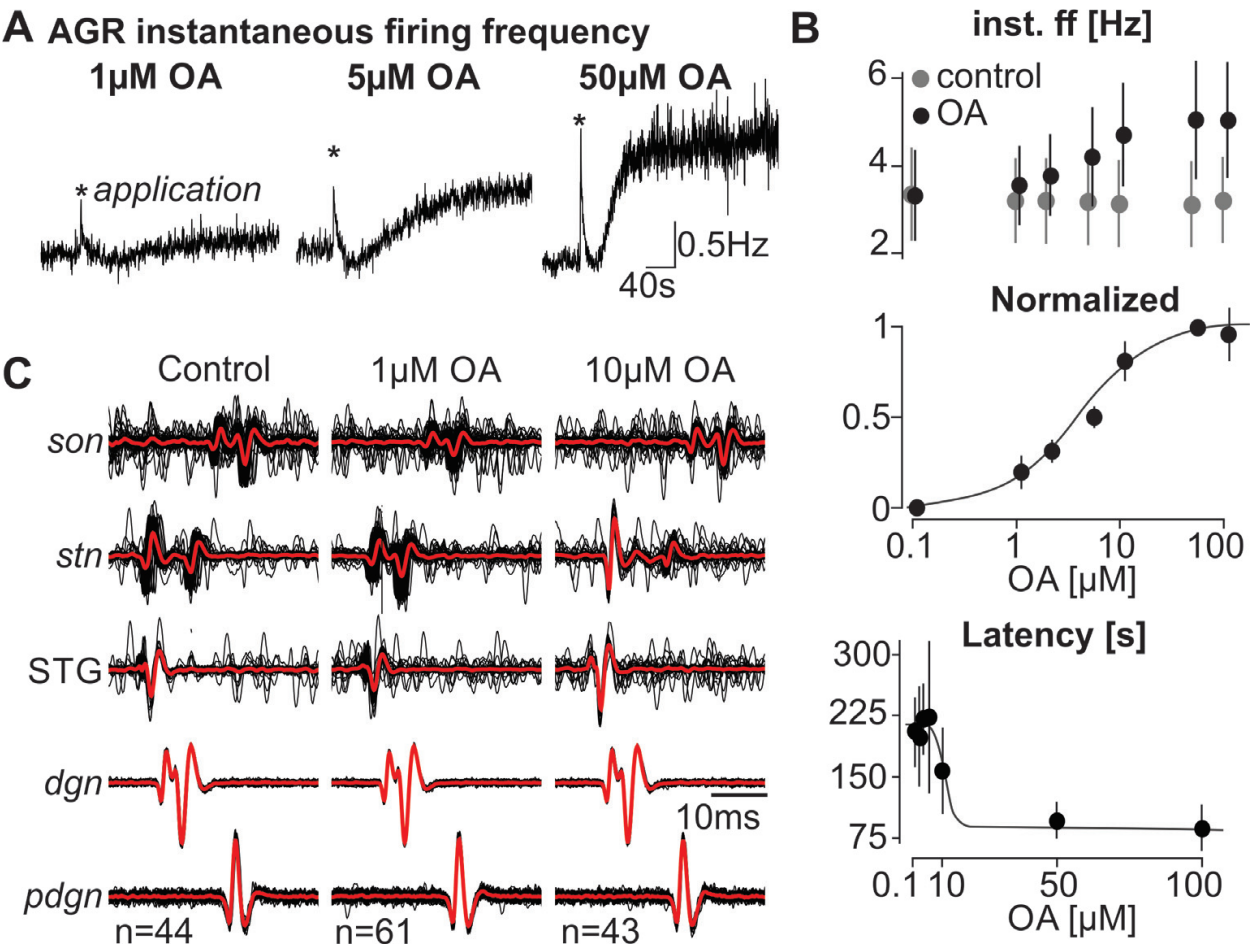 A AGR instantaneous firing frequency
1µM OA 5µM OA 50µM OA
* * *
application
0.5Hz
40s
B inst. ff [Hz]
6
control
OA
4
2
Normalized
1
0.5
0
0.1 1 10 100
OA [µM]
Latency [s]
300
225
150
75
0.1 10 50 100
OA [µM]
C Control 1µM OA 10µM OA
son
stn
STG
dgn
10ms
pdgn
n=44 n=61 n=43